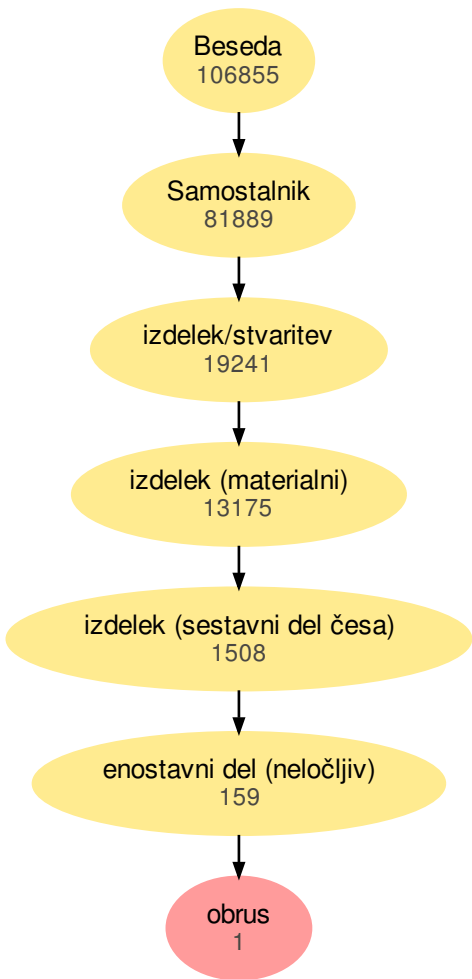 Beseda
106855
Samostalnik
81889
izdelek/stvaritev
19241
izdelek (materialni)
13175
izdelek (sestavni del česa)
1508
enostavni del (neločljiv)
159
obrus
1